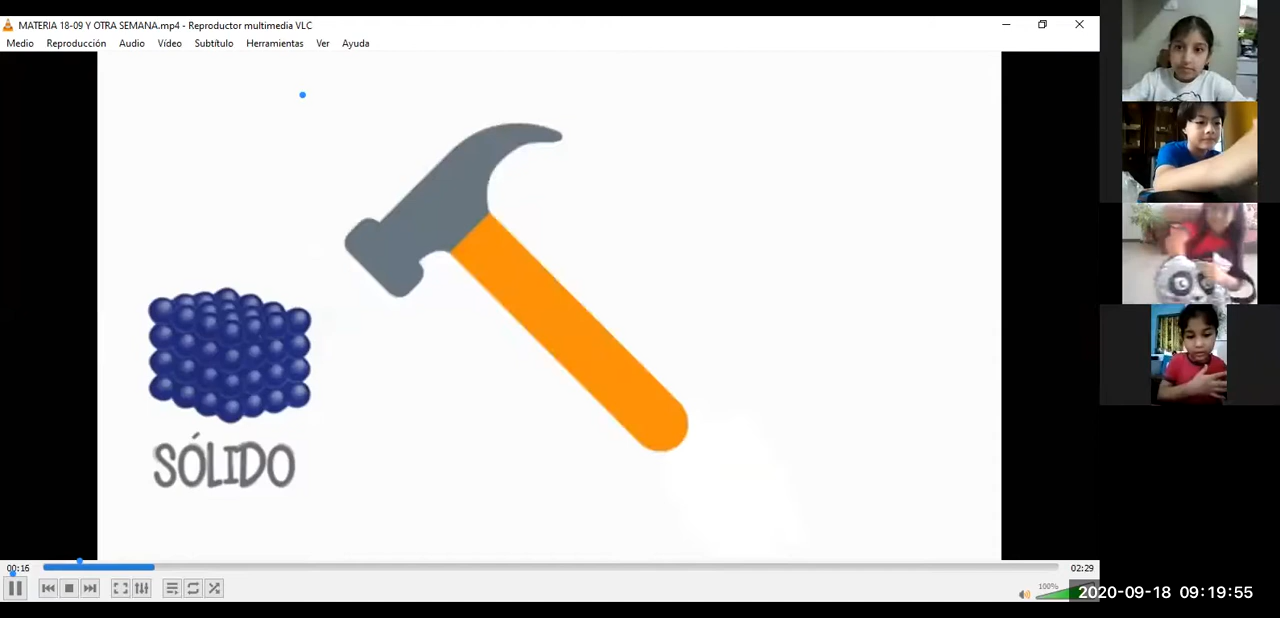 MATERIA 18-09 Y OTRA SEMANA.mp4 - Reproductor multimedia VLC
Medio Reproducción Audio Vídeo Subtítulo Herramientas Ver Ayuda
SÓLIDO
00:16
02:29
100%
2020-09-18 09:19:55